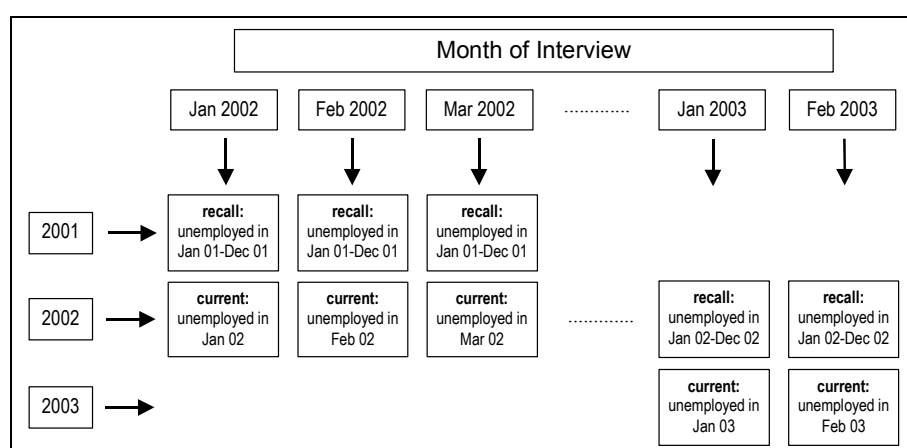 Month of Interview
Jan 2002
Feb 2002
Mar 2002
.............
Jan 2003
Feb 2003
2001
recall:
unemployed in
Jan 01-Dec 01
recall:
unemployed in
Jan 01-Dec 01
recall:
unemployed in
Jan 01-Dec 01
2002
current:
unemployed in
Jan 02
current:
unemployed in
Feb 02
current:
unemployed in
Mar 02
.............
recall:
unemployed in
Jan 02-Dec 02
recall:
unemployed in
Jan 02-Dec 02
2003
current:
unemployed in
Jan 03
current:
unemployed in
Feb 03